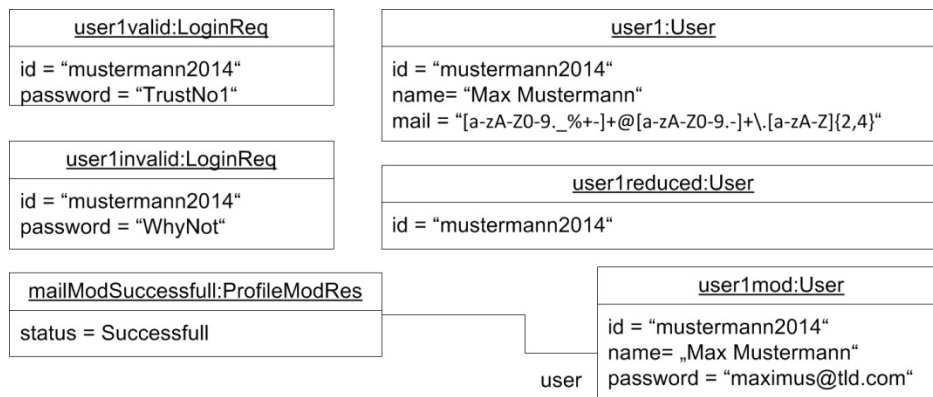 user1valid:LoginReq
id = “mustermann2014“
password = “TrustNo1“
user1:User
id = “mustermann2014“
name= “Max Mustermann“
mail = “[a-zA-Z0-9._%+-]+@[a-zA-Z0-9.-]+\.[a-zA-Z]{2,4}“
user1invalid:LoginReq
id = “mustermann2014“
password = “WhyNot“
user1reduced:User
id = “mustermann2014“
mailModSuccessfull:ProfileModRes
status = Successfull
user
user1mod:User
id = “mustermann2014“
name= „Max Mustermann“
password = “maximus@tld.com“